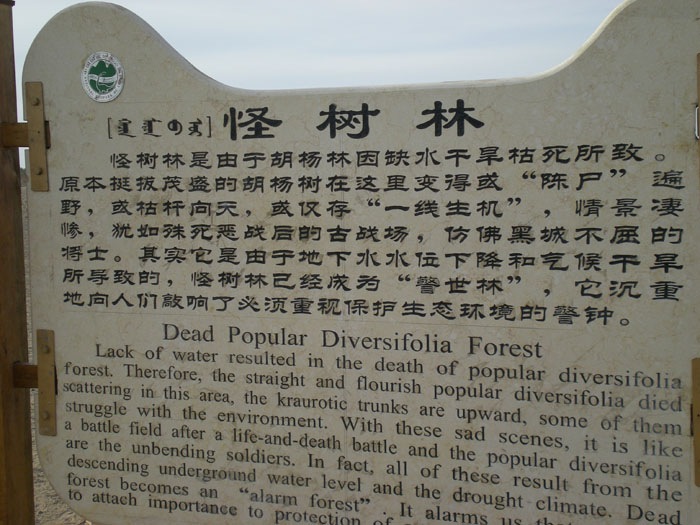 怪树林
怪树林是由于胡杨林因缺水干旱枯死所致。
原本挺拔茂盛的胡杨树在这里变得或“陈尸”遍
野，或枯杆向天，或仅存“一线生机”，情景凄
惨，犹如殊死恶战后的古战场，仿佛黑城不屈的
将士。其实它是由于地下水水位下降和气候干旱
所导致的，怪树林已经成为“警世林”，它沉重
地向人们敲响了必须重视保护生态环境的警钟。
Dead Popular Diversifolia Forest
Lack of water resulted in the death of popular diversifolia
forest. Therefore, the straight and flourish popular diversifolia died
scattering in this area, the kraurotic trunks are upward, some of them
struggle with the environment. With these sad scenes, it is like
a battle field after a life-and-death battle and the popular diversifolia
are the unbending soldiers. In fact, all of these result from the
descending underground water level and the drought climate. Dead
forest becomes an “alarm forest”. It alarms us
to attach importance to protection of